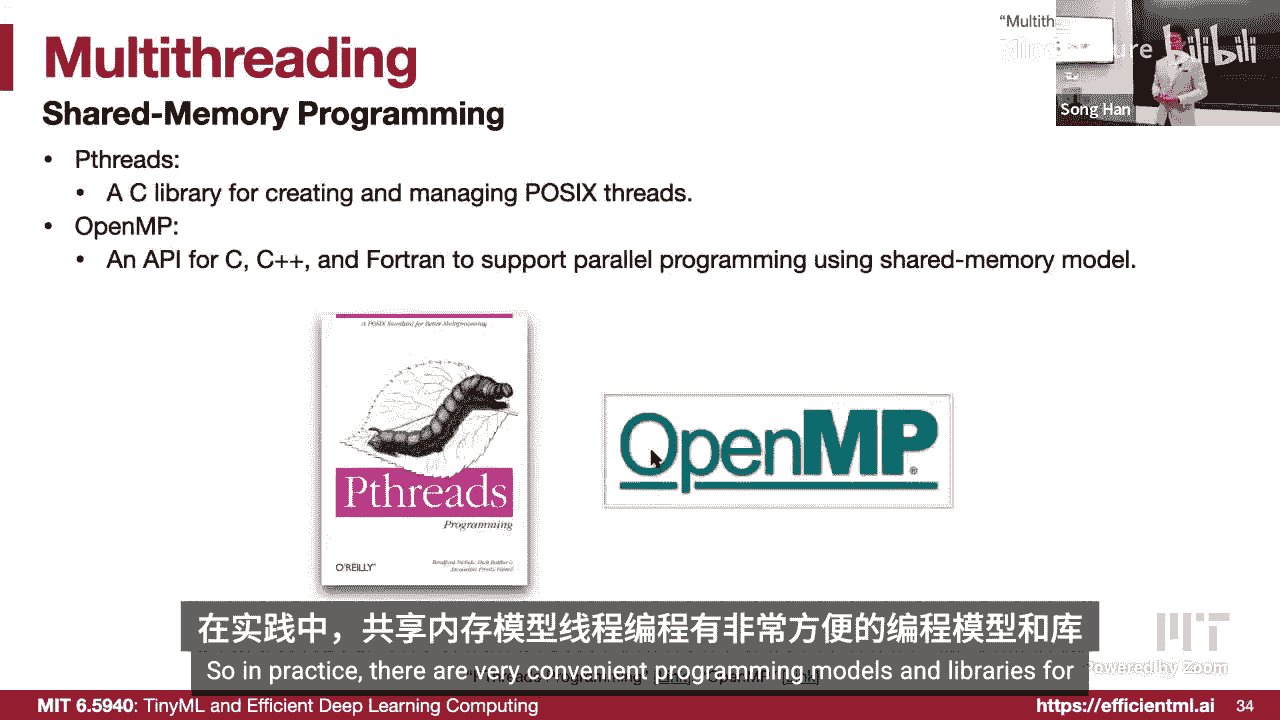 Multithreading
"Multith
bilibili
Song Han
Shared-Memory Programming
• Pthreads:
• A C library for creating and managing POSIX threads.
• OpenMP:
• An API for C, C++, and Fortran to support parallel programming using shared-memory model.
A POSIX Standard for Better Multiprocessing
Pthreads
Programming
O'REILLY
OpenMP
在实践中，共享内存模型线程编程有非常方便的编程模型和库
So in practice, there are very convenient programming models and libraries for
Powered by Zoom
MIT 6.5940: TinyML and Efficient Deep Learning Computing
https://efficientml.ai
34